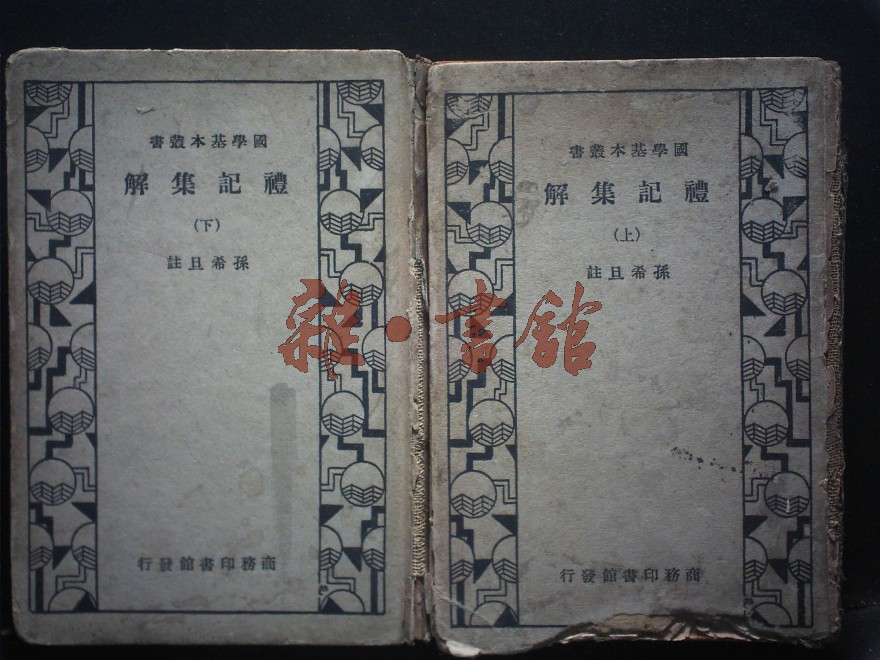 國學基本叢書
禮記集解
(上)
孫希旦註
商務印書館發行
國學基本叢書
禮記集解
(下)
孫希旦註
商務印書館發行
雜·書舘